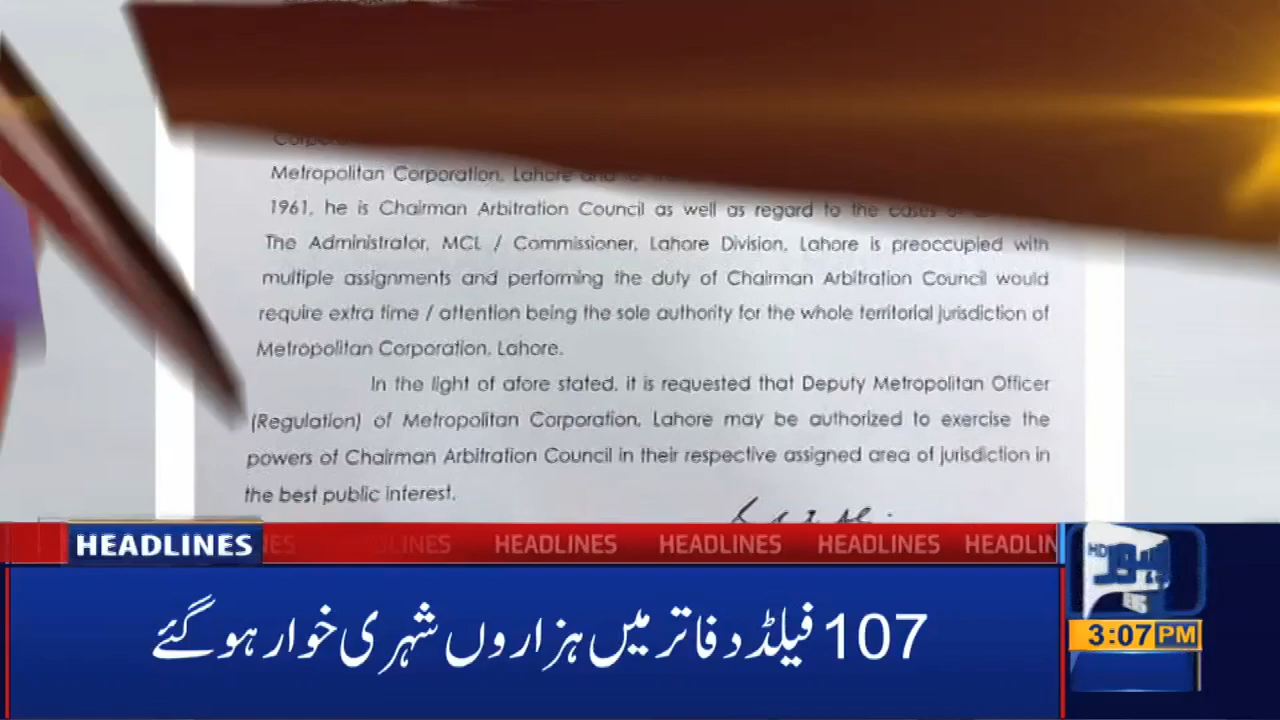 Metropolitan Corporation, Lahore and
1961, he is Chairman Arbitration Council as well as regard to the cases
The Administrator, MCL / Commissioner, Lahore Division, Lahore is preoccupied with
multiple assignments and performing the duty of Chairman Arbitration Council would
require extra time / attention being the sole authority for the whole territorial jurisdiction of
Metropolitan Corporation, Lahore.
In the light of afore stated, it is requested that Deputy Metropolitan Officer
(Regulation) of Metropolitan Corporation, Lahore may be authorized to exercise the
powers of Chairman Arbitration Council in their respective assigned area of jurisdiction in
the best public interest.
HEADLINES HEADLINES HEADLINES HEADLINES HEADLIN
107 فیلڈ دفاتر میں ہزاروں شہری خوار ہو گئے
HD
لاہور
NEWS
3:07 PM